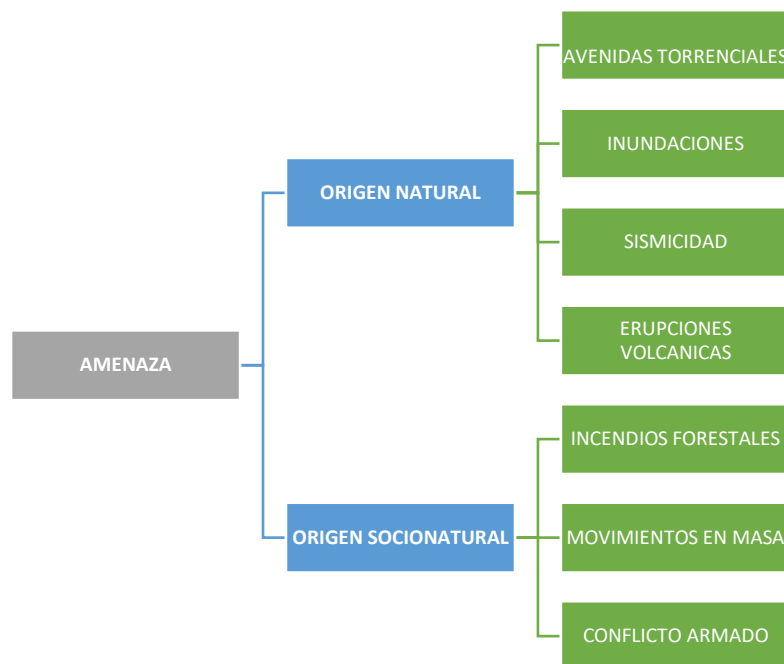 AMENAZA
ORIGEN NATURAL
AVENIDAS TORRENCIALES
INUNDACIONES
SISMICIDAD
ERUPCIONES
VOLCANICAS
ORIGEN SOCIONATURAL
INCENDIOS FORESTALES
MOVIMIENTOS EN MASA
CONFLICTO ARMADO